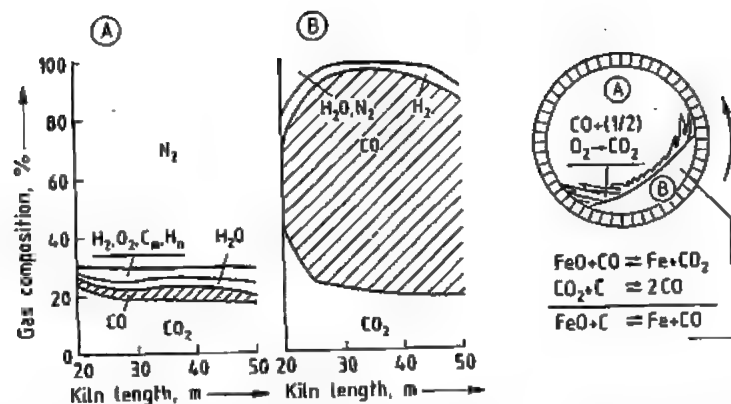 A
B
Gas composition, %
100
80
60
40
20
0
N₂
H₂,O₂,CₘHₙ
H₂O
CO
CO₂
20 30 40 50
Kiln length, m
H₂O,N₂
H₂
CO
CO₂
20 30 40 50
Kiln length, m
A
CO+(1/2)
O₂→CO₂
B
FeO+CO ⇌ Fe+CO₂
CO₂+C ⇌ 2CO
FeO+C ⇌ Fe+CO